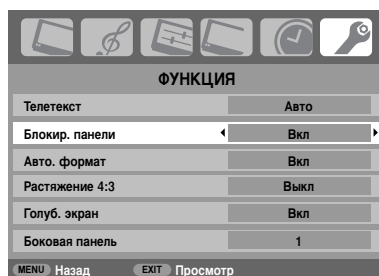 ФУНКЦИЯ
Телетекст Авто
Блокир. панели Вкл
Авто. формат Вкл
Растяжение 4:3 Выкл
Голуб. экран Вкл
Боковая панель 1
MENU Назад EXIT Просмотр